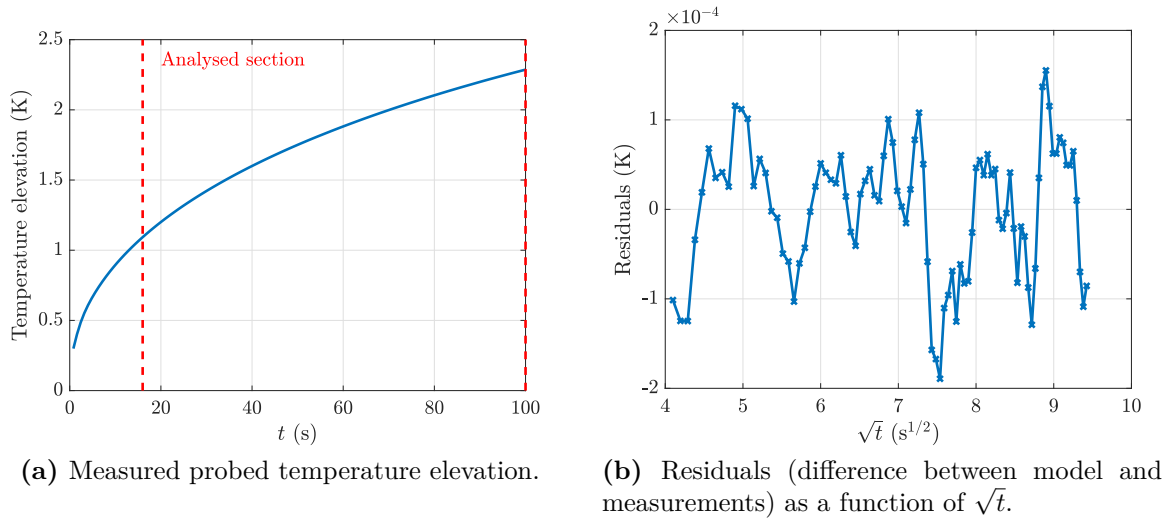 2.5
2
1.5
1
0.5
0
Temperature elevation (K)
Analysed section
0 20 40 60 80 100
t (s)
(a) Measured probed temperature elevation.
×10⁻⁴
2
1
0
-1
-2
Residuals (K)
4 5 6 7 8 9 10
√t (s^{1/2})
(b) Residuals (difference between model and
measurements) as a function of √t.